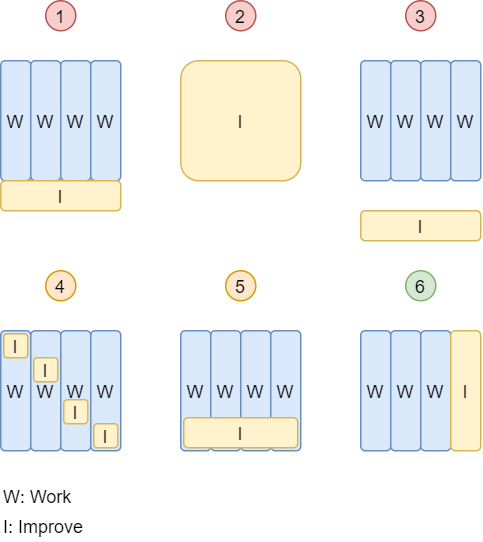 1 2 3
W W W W I W W W W
I I
4 5 6
I
I
W W W W W W W W W W W I
I
I I
W: Work
I: Improve